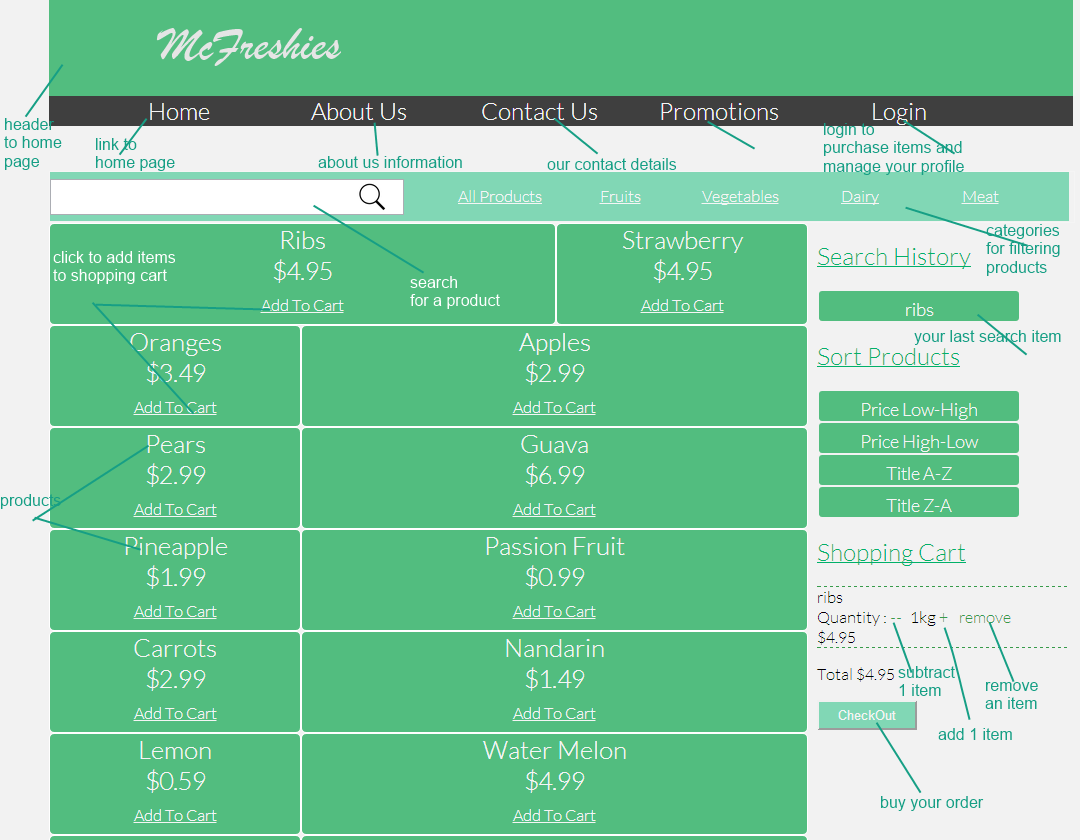 McFreshies
Home About Us Contact Us Promotions Login
header
to home
page
link to
home page
about us information
our contact details
login to
purchase items and
manage your profile
All Products Fruits Vegetables Dairy Meat
categories
for filtering
products
click to add items
to shopping cart
search
for a product
Ribs
$4.95
Add To Cart
Strawberry
$4.95
Add To Cart
Oranges
$3.49
Add To Cart
Apples
$2.99
Add To Cart
products
Pears
$2.99
Add To Cart
Guava
$6.99
Add To Cart
Pineapple
$1.99
Add To Cart
Passion Fruit
$0.99
Add To Cart
Carrots
$2.99
Add To Cart
Nandarin
$1.49
Add To Cart
Lemon
$0.59
Add To Cart
Water Melon
$4.99
Add To Cart
Search History
ribs
your last search item
Sort Products
Price Low-High
Price High-Low
Title A-Z
Title Z-A
Shopping Cart
ribs
Quantity : -- 1kg + remove
$4.95
Total $4.95
subtract
1 item
remove
an item
add 1 item
CheckOut
buy your order